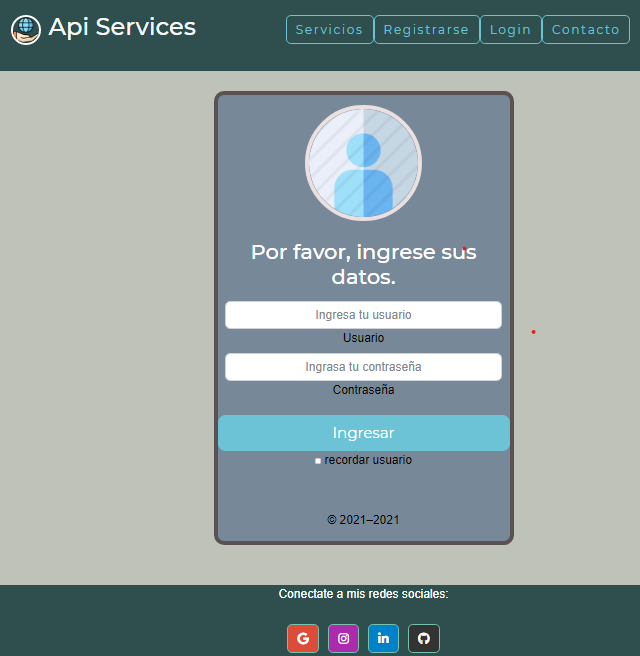 Api Services
Servicios
Registrarse
Login
Contacto
Por favor, ingrese sus
datos.
Ingresa tu usuario
Usuario
Ingrasa tu contraseña
Contraseña
Ingresar
recordar usuario
© 2021–2021
Conectate a mis redes sociales: